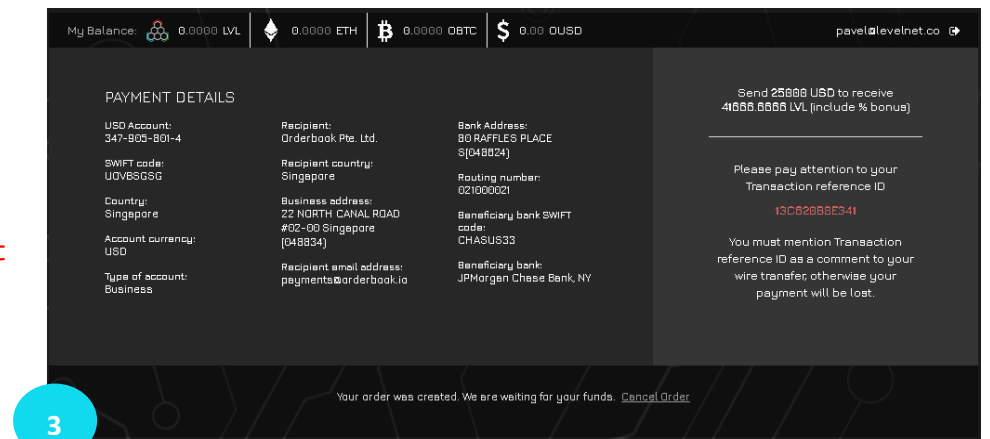 My Balance: 0.0000 LVL 0.0000 ETH 0.0000 OBTC 0.00 OUSD pavel@levelnet.co
PAYMENT DETAILS
USD Account:
347-905-801-4
SWIFT code:
UOVBSGSG
Country:
Singapore
Account currency:
USD
Type of account:
Business
Recipient:
Orderbook Pte. Ltd.
Recipient country:
Singapore
Business address:
22 NORTH CANAL ROAD
#02-00 Singapore
(048834)
Recipient email address:
payments@orderbook.io
Bank Address:
80 RAFFLES PLACE
S(048624)
Routing number:
021000021
Beneficiary bank SWIFT
code:
CHASUS33
Beneficiary bank:
JPMorgan Chase Bank, NY
Send 25000 USD to receive
41666.6666 LVL (include % bonus)
Please pay attention to your
Transaction reference ID
13C620B8E341
You must mention Transaction
reference ID as a comment to your
wire transfer, otherwise your
payment will be lost.
Your order was created. We are waiting for your funds. Cancel Order
3